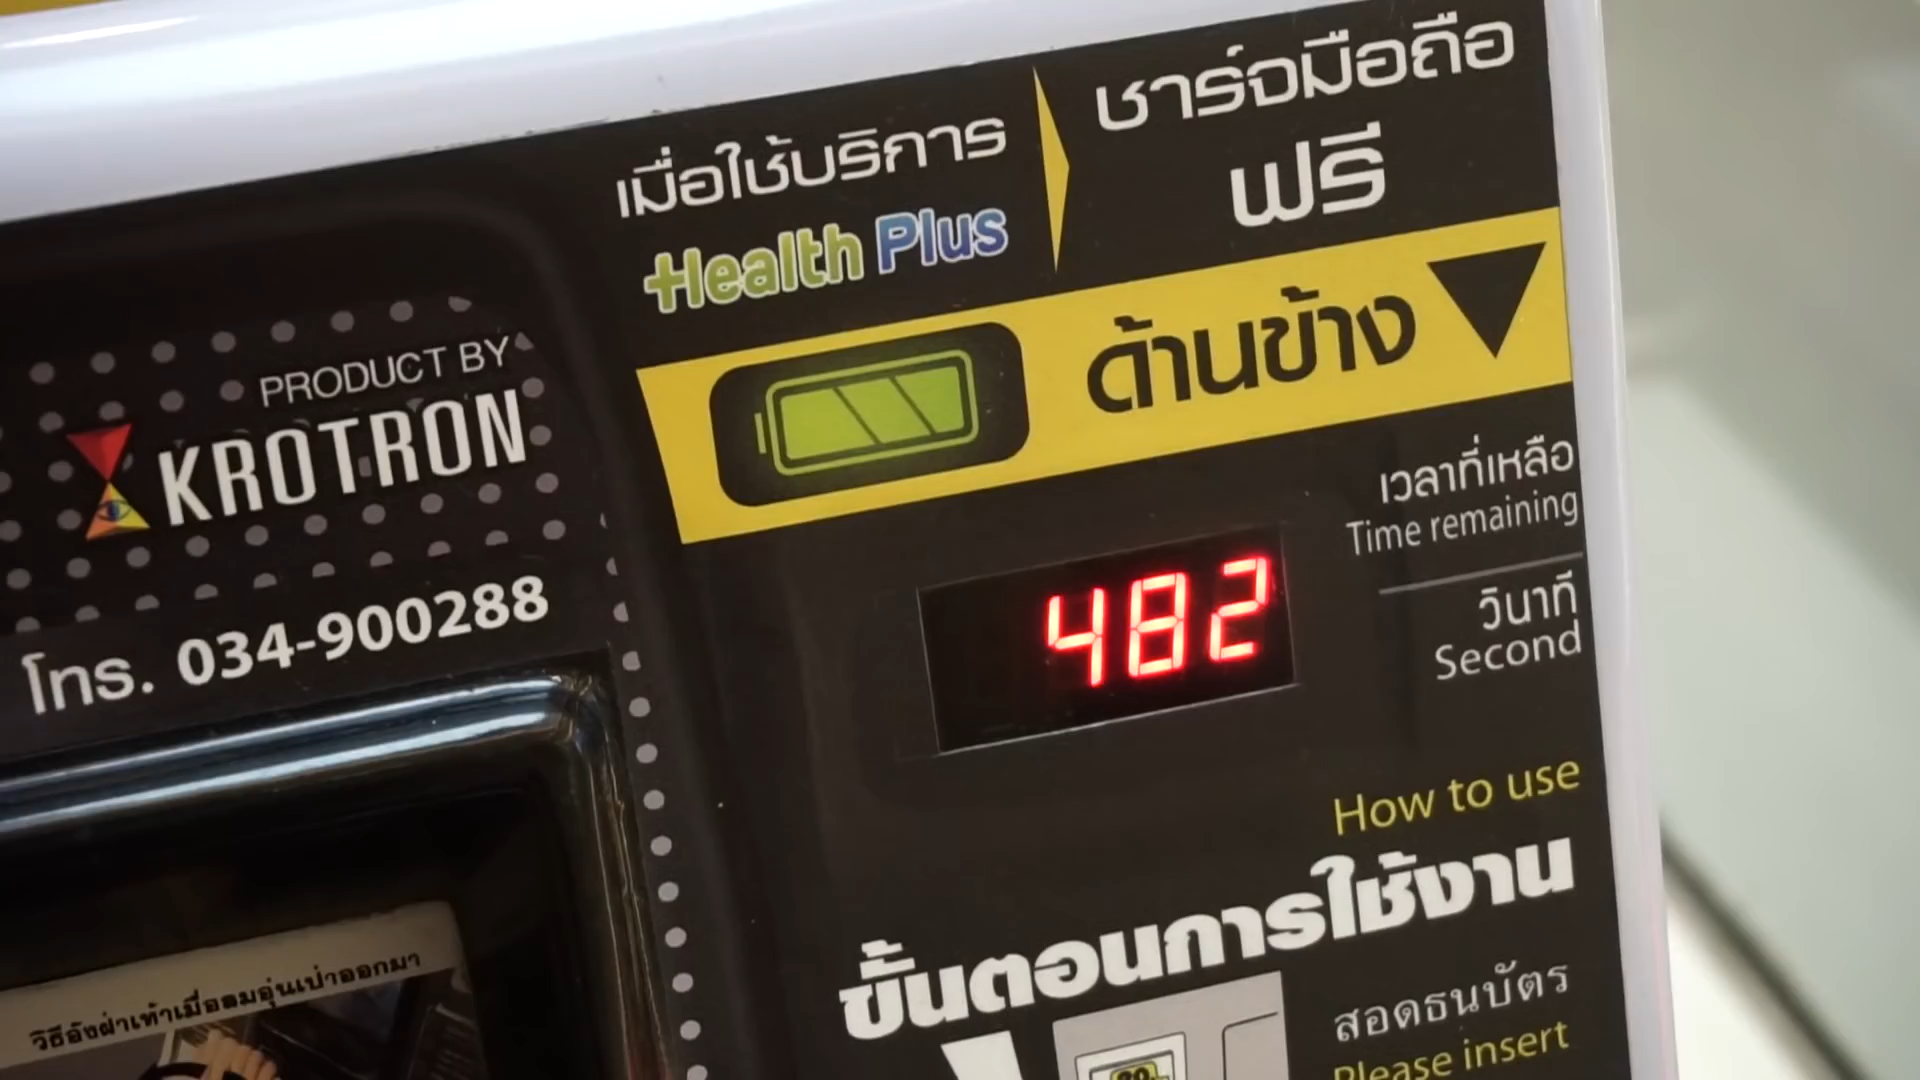 เมื่อใช้บริการ
Health Plus
ชาร์จมือถือ
ฟรี
ด้านข้าง
PRODUCT BY
KROTRON
โทร. 034-900288
เวลาที่เหลือ
Time remaining
วินาที
Second
482
How to use
ขั้นตอนการใช้งาน
สอดธนบัตร
Please insert
วิธีอังฝ่าเท้าเมื่อลมอุ่นเป่าออกมา